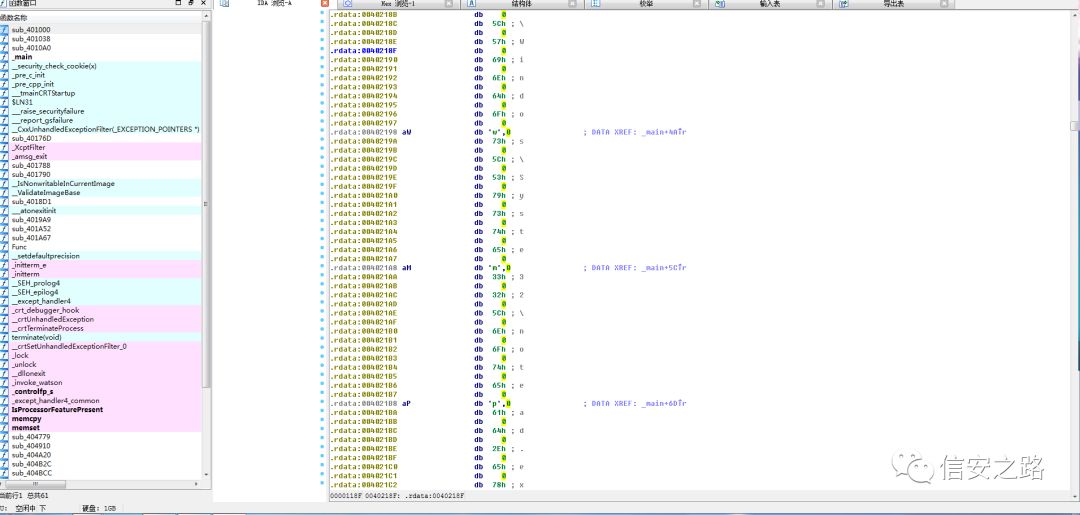 函数窗口
IDA 浏览-A
Hex 浏览-1
结构体
枚举
输入表
导出表
函数名称
sub_401000
sub_401038
sub_4010A0
_main
__security_check_cookie(x)
_pre_c_init
_pre_cpp_init
__tmainCRTStartup
$LN31
__raise_securityfailure
__report_gsfailure
__CxxUnhandledExceptionFilter(_EXCEPTION_POINTERS *)
sub_40176D
_XcptFilter
_amsg_exit
sub_401788
sub_401790
__IsNonwritableInCurrentImage
__ValidateImageBase
sub_4018D1
__atonexitinit
sub_4019A9
sub_401A52
sub_401A67
Func
__setdefaultprecision
_initterm_e
_initterm
__SEH_prolog4
__SEH_epilog4
__except_handler4
_crt_debugger_hook
__crtUnhandledException
__crtTerminateProcess
terminate(void)
__crtSetUnhandledExceptionFilter_0
_lock
_unlock
__dllonexit
_invoke_watson
_controlfp_s
_except_handler4_common
IsProcessorFeaturePresent
memcpy
memset
sub_404779
sub_404910
sub_404A20
sub_404B2C
sub_404BCC
当前行1 总共61
.rdata:0040218B db 0
.rdata:0040218C db 5Ch ; \
.rdata:0040218D db 0
.rdata:0040218E db 57h ; W
.rdata:0040218F db 0
.rdata:00402190 db 69h ; i
.rdata:00402191 db 0
.rdata:00402192 db 6Eh ; n
.rdata:00402193 db 0
.rdata:00402194 db 64h ; d
.rdata:00402195 db 0
.rdata:00402196 db 6Fh ; o
.rdata:00402197 db 0
.rdata:00402198 aW db 'w',0 ; DATA XREF: _main+4A↑r
.rdata:0040219A db 73h ; s
.rdata:0040219B db 0
.rdata:0040219C db 5Ch ; \
.rdata:0040219D db 0
.rdata:0040219E db 53h ; S
.rdata:0040219F db 0
.rdata:004021A0 db 79h ; y
.rdata:004021A1 db 0
.rdata:004021A2 db 73h ; s
.rdata:004021A3 db 0
.rdata:004021A4 db 74h ; t
.rdata:004021A5 db 0
.rdata:004021A6 db 65h ; e
.rdata:004021A7 db 0
.rdata:004021A8 aM db 'm',0 ; DATA XREF: _main+5C↑r
.rdata:004021AA db 33h ; 3
.rdata:004021AB db 0
.rdata:004021AC db 32h ; 2
.rdata:004021AD db 0
.rdata:004021AE db 5Ch ; \
.rdata:004021AF db 0
.rdata:004021B0 db 6Eh ; n
.rdata:004021B1 db 0
.rdata:004021B2 db 6Fh ; o
.rdata:004021B3 db 0
.rdata:004021B4 db 74h ; t
.rdata:004021B5 db 0
.rdata:004021B6 db 65h ; e
.rdata:004021B7 db 0
.rdata:004021B8 aP db 'p',0 ; DATA XREF: _main+6D↑r
.rdata:004021BA db 61h ; a
.rdata:004021BB db 0
.rdata:004021BC db 64h ; d
.rdata:004021BD db 0
.rdata:004021BE db 2Eh ; .
.rdata:004021BF db 0
.rdata:004021C0 db 65h ; e
.rdata:004021C1 db 0
.rdata:004021C2 db 78h ; x
0000118F 0040218F: .rdata:0040218F
信安之路
空闲中 下 硬盘: 1GB